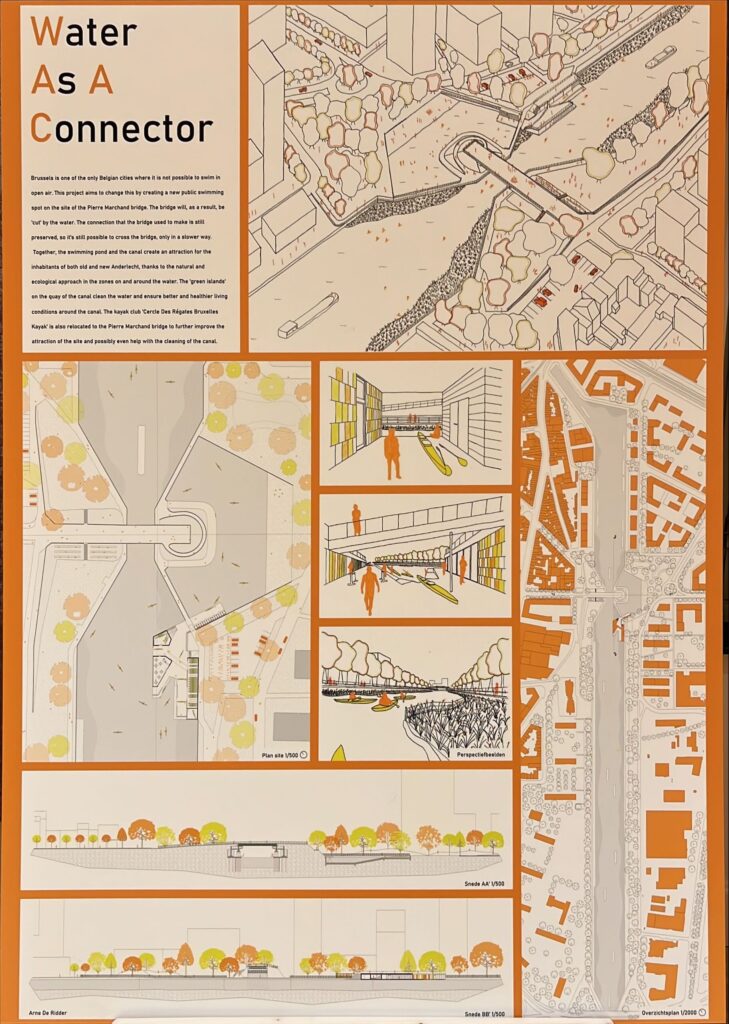 Water
As A
Connector
Brussels is one of the only Belgian cities where it is not possible to swim in
open air. This project aims to change this by creating a new public swimming
spot on the site of the Pierre Marchand bridge. The bridge will, as a result, be
'cut' by the water. The connection that the bridge used to make is still
preserved, so it's still possible to cross the bridge, only in a slower way.
Together, the swimming pond and the canal create an attraction for the
inhabitants of both old and new Anderlecht, thanks to the natural and
ecological approach in the zones on and around the water. The 'green islands'
on the quay of the canal clean the water and ensure better and healthier living
conditions around the canal. The kayak club 'Cercle Des Régates Bruxelles
Kayak' is also relocated to the Pierre Marchand bridge to further improve the
attraction of the site and possibly even help with the cleaning of the canal.
Plan site 1/500
Perspectiefbeelden
Snede AA' 1/500
Arne De Ridder
Snede BB' 1/500
Overzichtsplan 1/2000